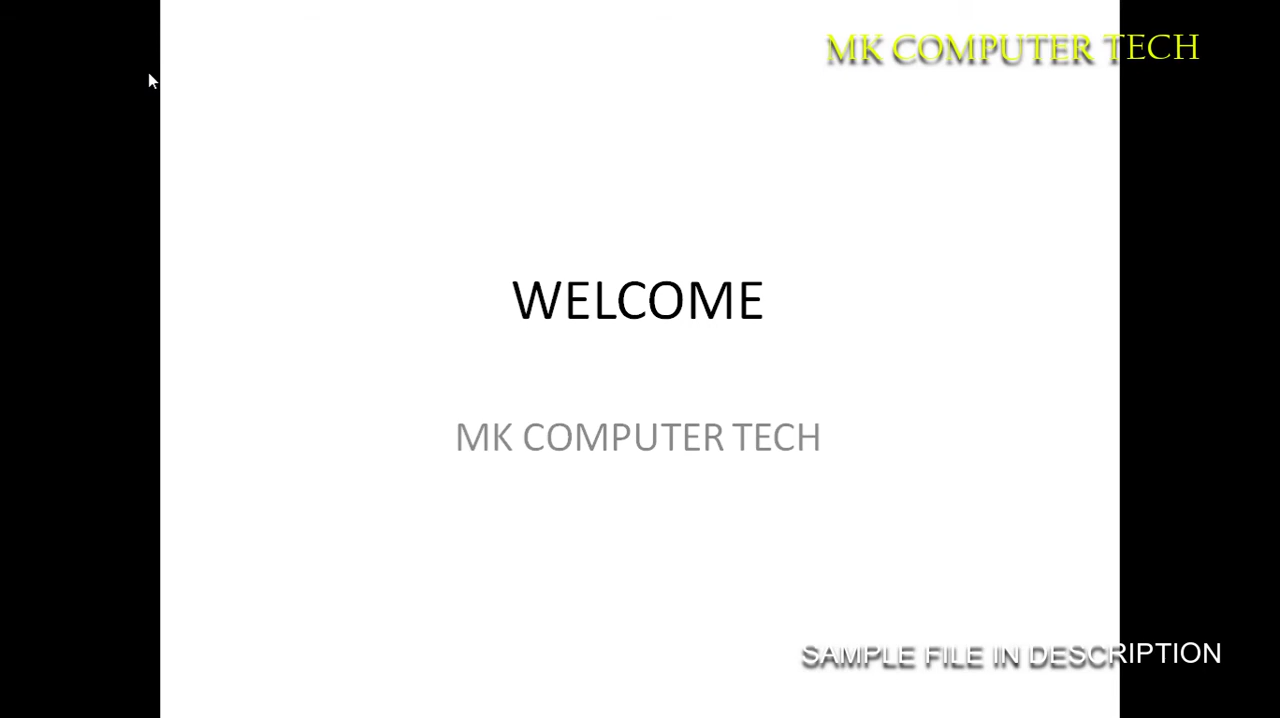 MK COMPUTER TECH
WELCOME
MK COMPUTER TECH
SAMPLE FILE IN DESCRIPTION